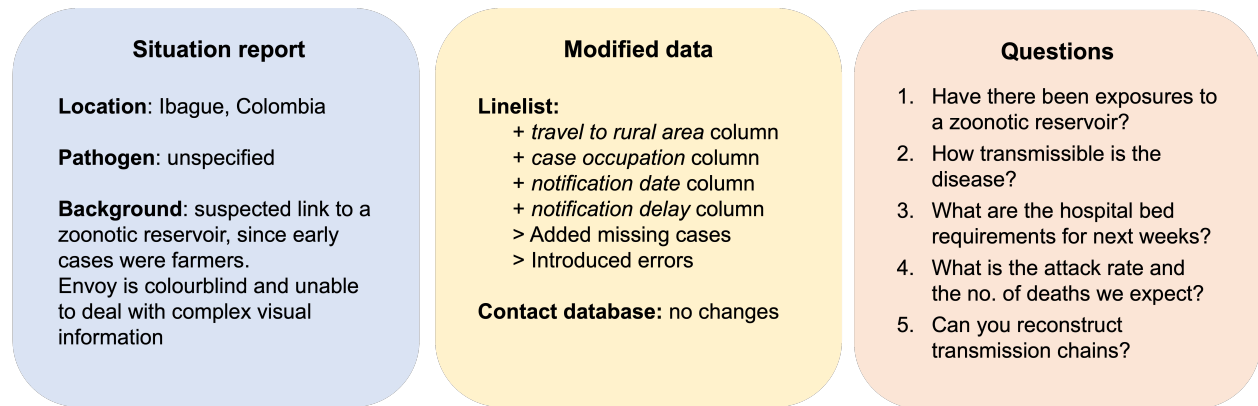 Situation report
Location: Ibague, Colombia
Pathogen: unspecified
Background: suspected link to a
zoonotic reservoir, since early
cases were farmers.
Envoy is colourblind and unable
to deal with complex visual
information
Modified data
Linelist:
+ travel to rural area column
+ case occupation column
+ notification date column
+ notification delay column
> Added missing cases
> Introduced errors
Contact database: no changes
Questions
1. Have there been exposures to
a zoonotic reservoir?
2. How transmissible is the
disease?
3. What are the hospital bed
requirements for next weeks?
4. What is the attack rate and
the no. of deaths we expect?
5. Can you reconstruct
transmission chains?